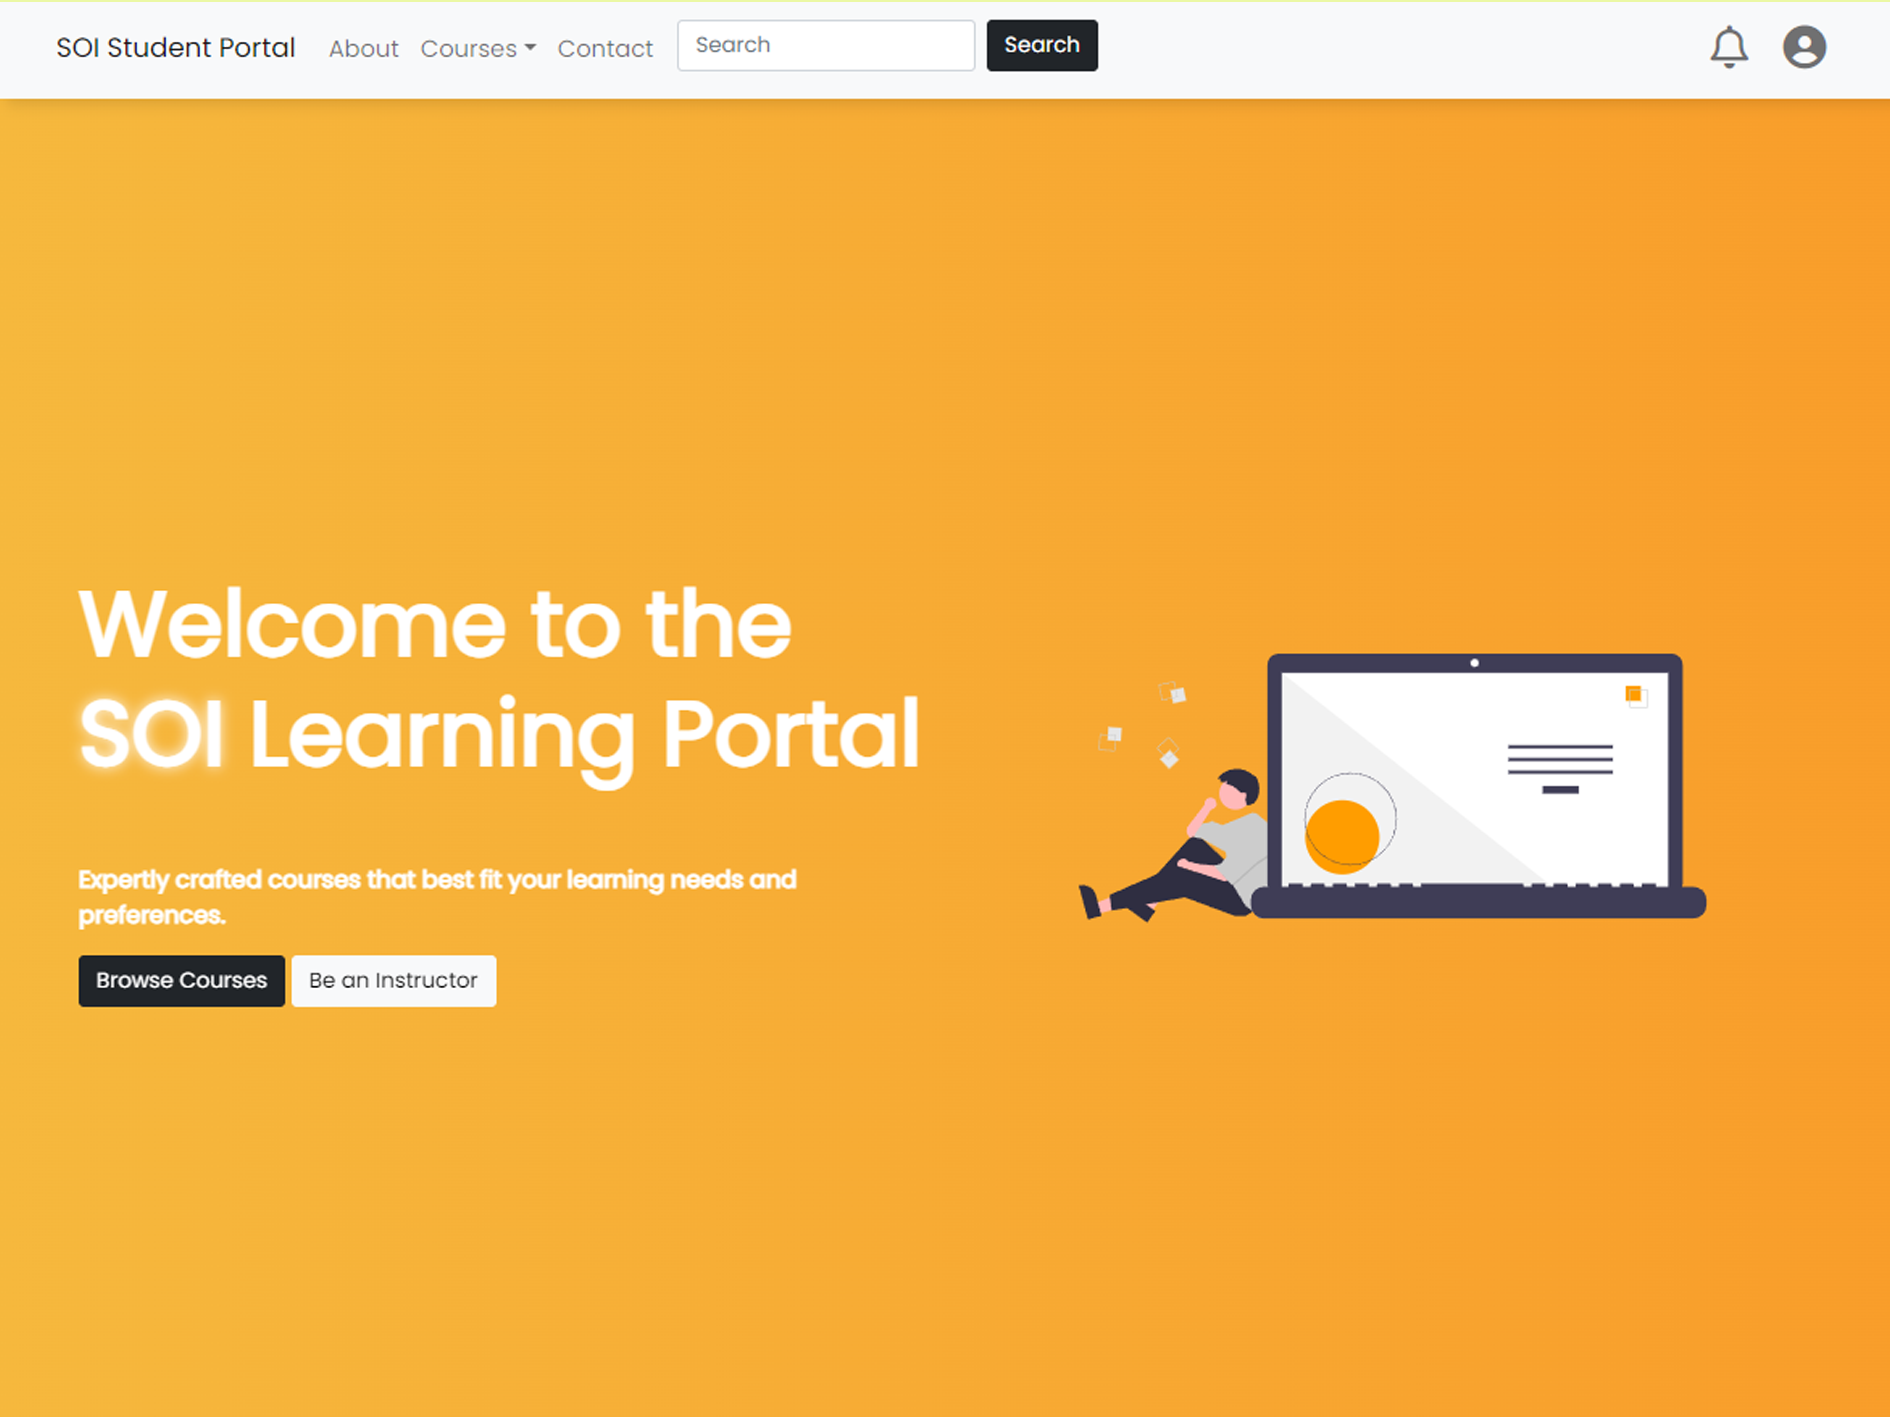 SOI Student Portal About Courses Contact Search Search
Welcome to the
SOI Learning Portal
Expertly crafted courses that best fit your learning needs and
preferences.
Browse Courses Be an Instructor